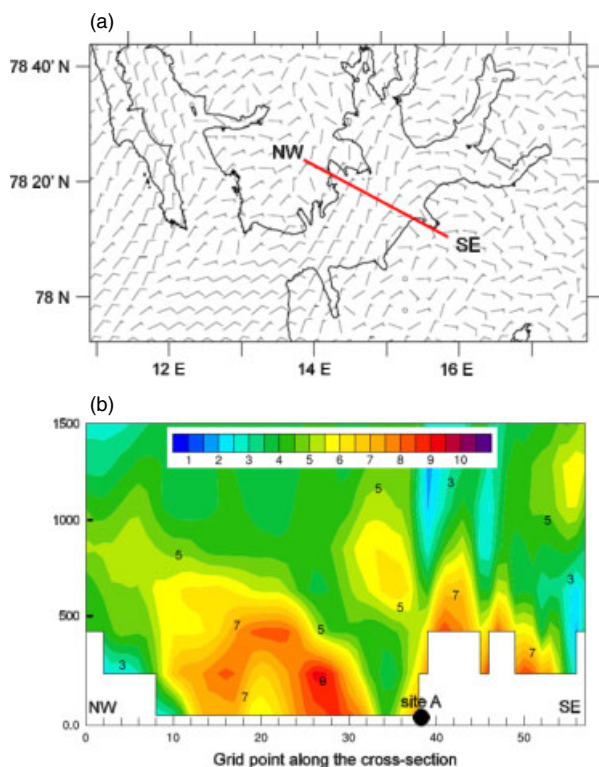 (a)
78 40' N
78 20' N
78 N
NW
SE
12 E
14 E
16 E
(b)
1500
1000
500
0.0
1 2 3 4 5 6 7 8 9 10
5
3
5
5
5
3
7
5
5
7
3
9
7
7
NW
site A
SE
0 10 20 30 40 50
Grid point along the cross-section